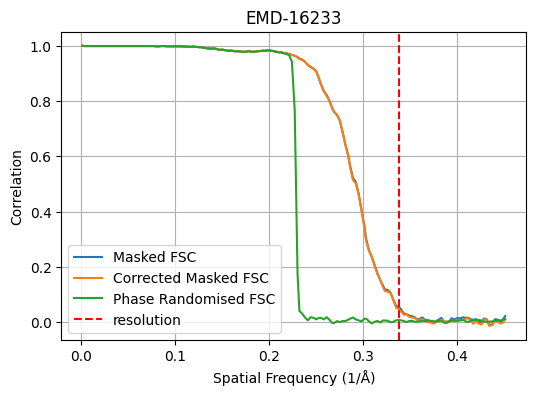 EMD-16233
1.0
0.8
0.6
0.4
0.2
0.0
Correlation
Masked FSC
Corrected Masked FSC
Phase Randomised FSC
resolution
0.0 0.1 0.2 0.3 0.4
Spatial Frequency (1/Å)